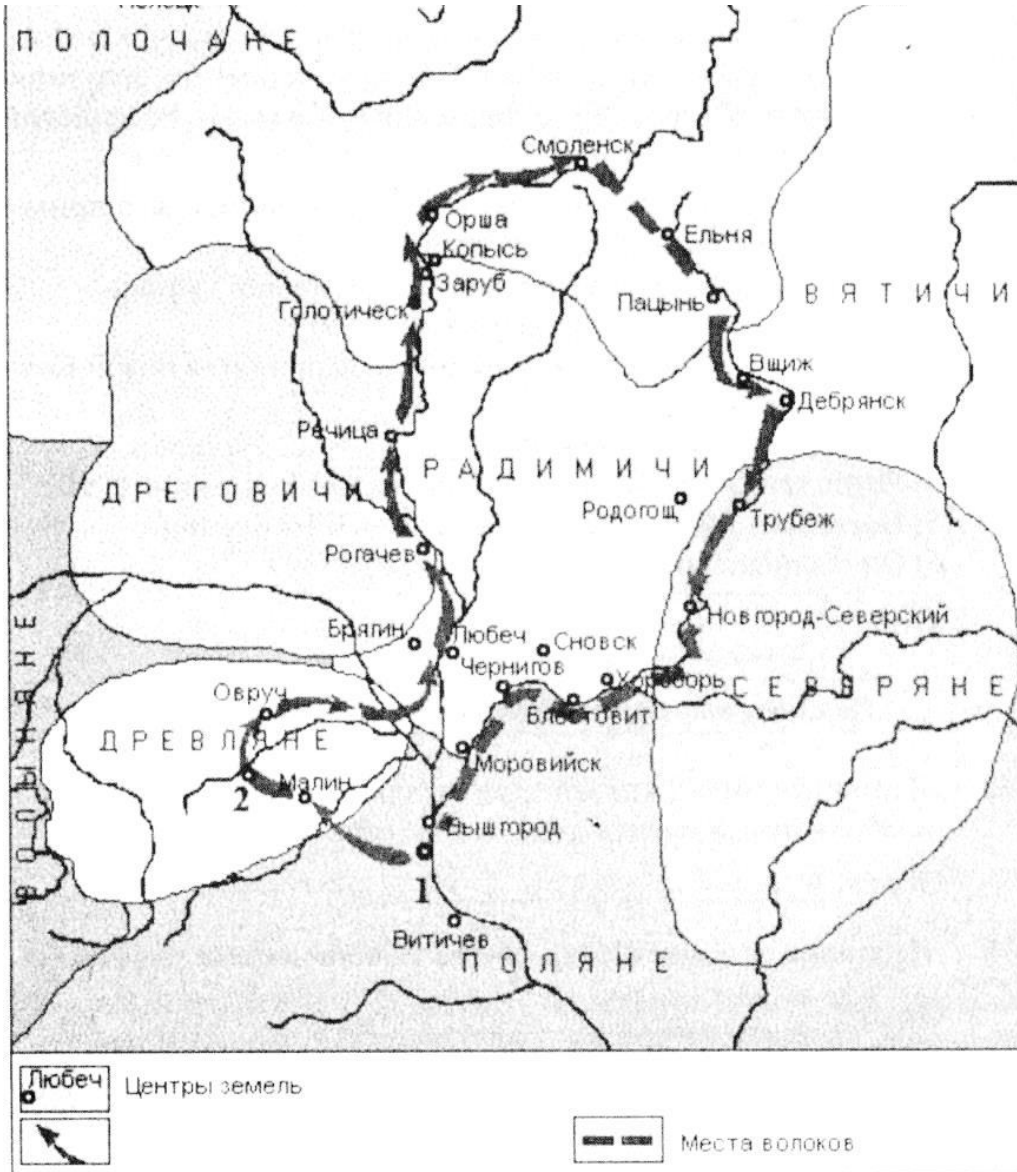 ПОЛОЧАНЕ
Смоленск
Орша
Ельня
Копысь
Заруб
Пацынь
ВЯТИЧИ
Голотическ
Вщиж
Дебрянск
Речица
РАДИМИЧИ
ДРЕГОВИЧИ
Родогощ
Трубеж
Рогачев
Новгород-Северский
Брягин
Любеч
Сновск
Чернигов
Хороборь
СЕВЕРЯНЕ
Овруч
Блестовит
ДРЕВЛЯНЕ
Моровийск
Малин
2
Вышгород
ВОЛЫНЯНЕ
1
Витичев
ПОЛЯНЕ
Любеч
Центры земель
Места волоков